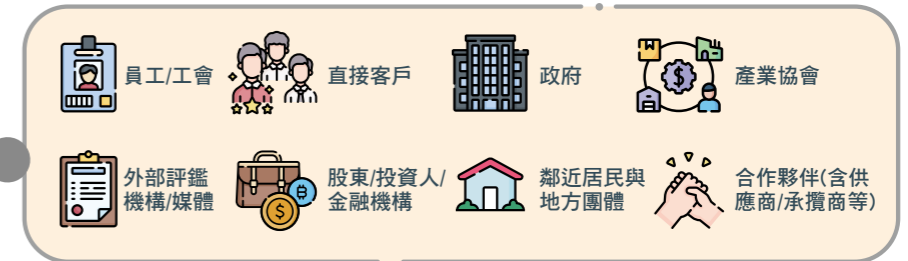 員工/工會
直接客戶
政府
產業協會
外部評鑑
機構/媒體
股東/投資人/
金融機構
鄰近居民與
地方團體
合作夥伴(含供
應商/承攬商等)